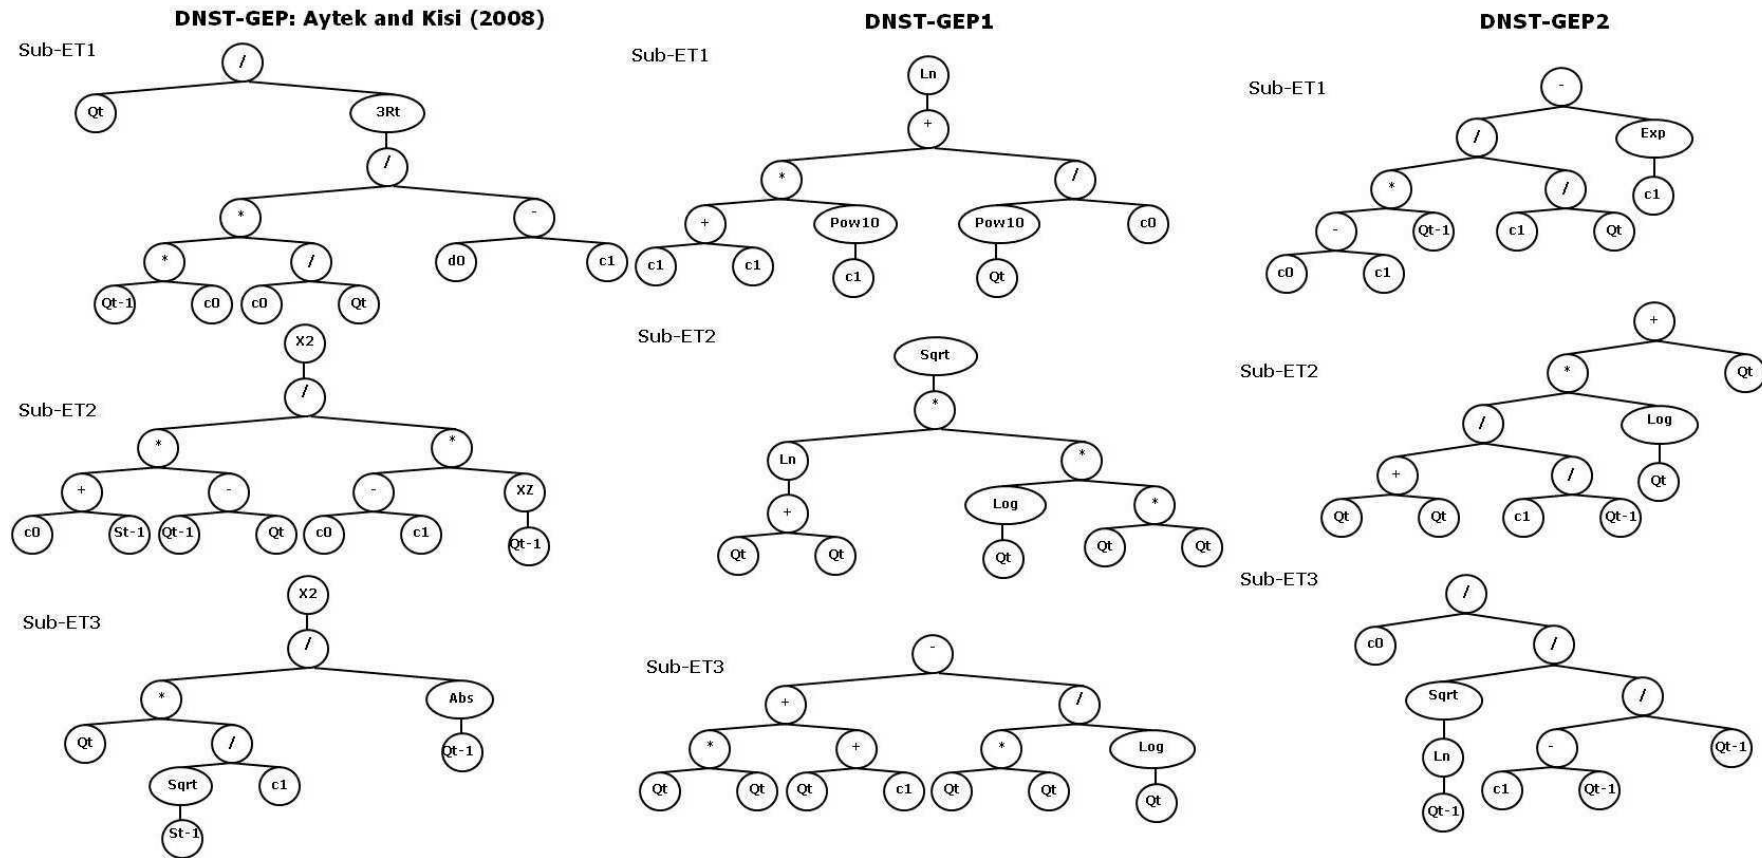 DNST-GEP: Aytek and Kisi (2008)
Sub-ET1
/
Qt 3Rt
/
* -
* / d0 c1
Qt-1 c0 c0 Qt
Sub-ET2
X2
/
* *
+ - - XZ
c0 St-1 Qt-1 Qt c0 c1 Qt-1
Sub-ET3
X2
/
* Abs
Qt / Qt-1
Sqrt c1
St-1
DNST-GEP1
Sub-ET1
Ln
+
* /
+ Pow10 Pow10 c0
c1 c1 c1 Qt
Sub-ET2
Sqrt
*
Ln *
+ Log *
Qt Qt Qt Qt Qt
Sub-ET3
-
+ /
* + * Log
Qt Qt Qt c1 Qt Qt Qt
DNST-GEP2
Sub-ET1
-
/ Exp
* / c1
- Qt-1 c1 Qt
c0 c1
Sub-ET2
+
* Qt
/ Log
+ / Qt
Qt Qt c1 Qt-1
Sub-ET3
/
c0 /
Sqrt /
Ln - Qt-1
Qt-1 c1 Qt-1